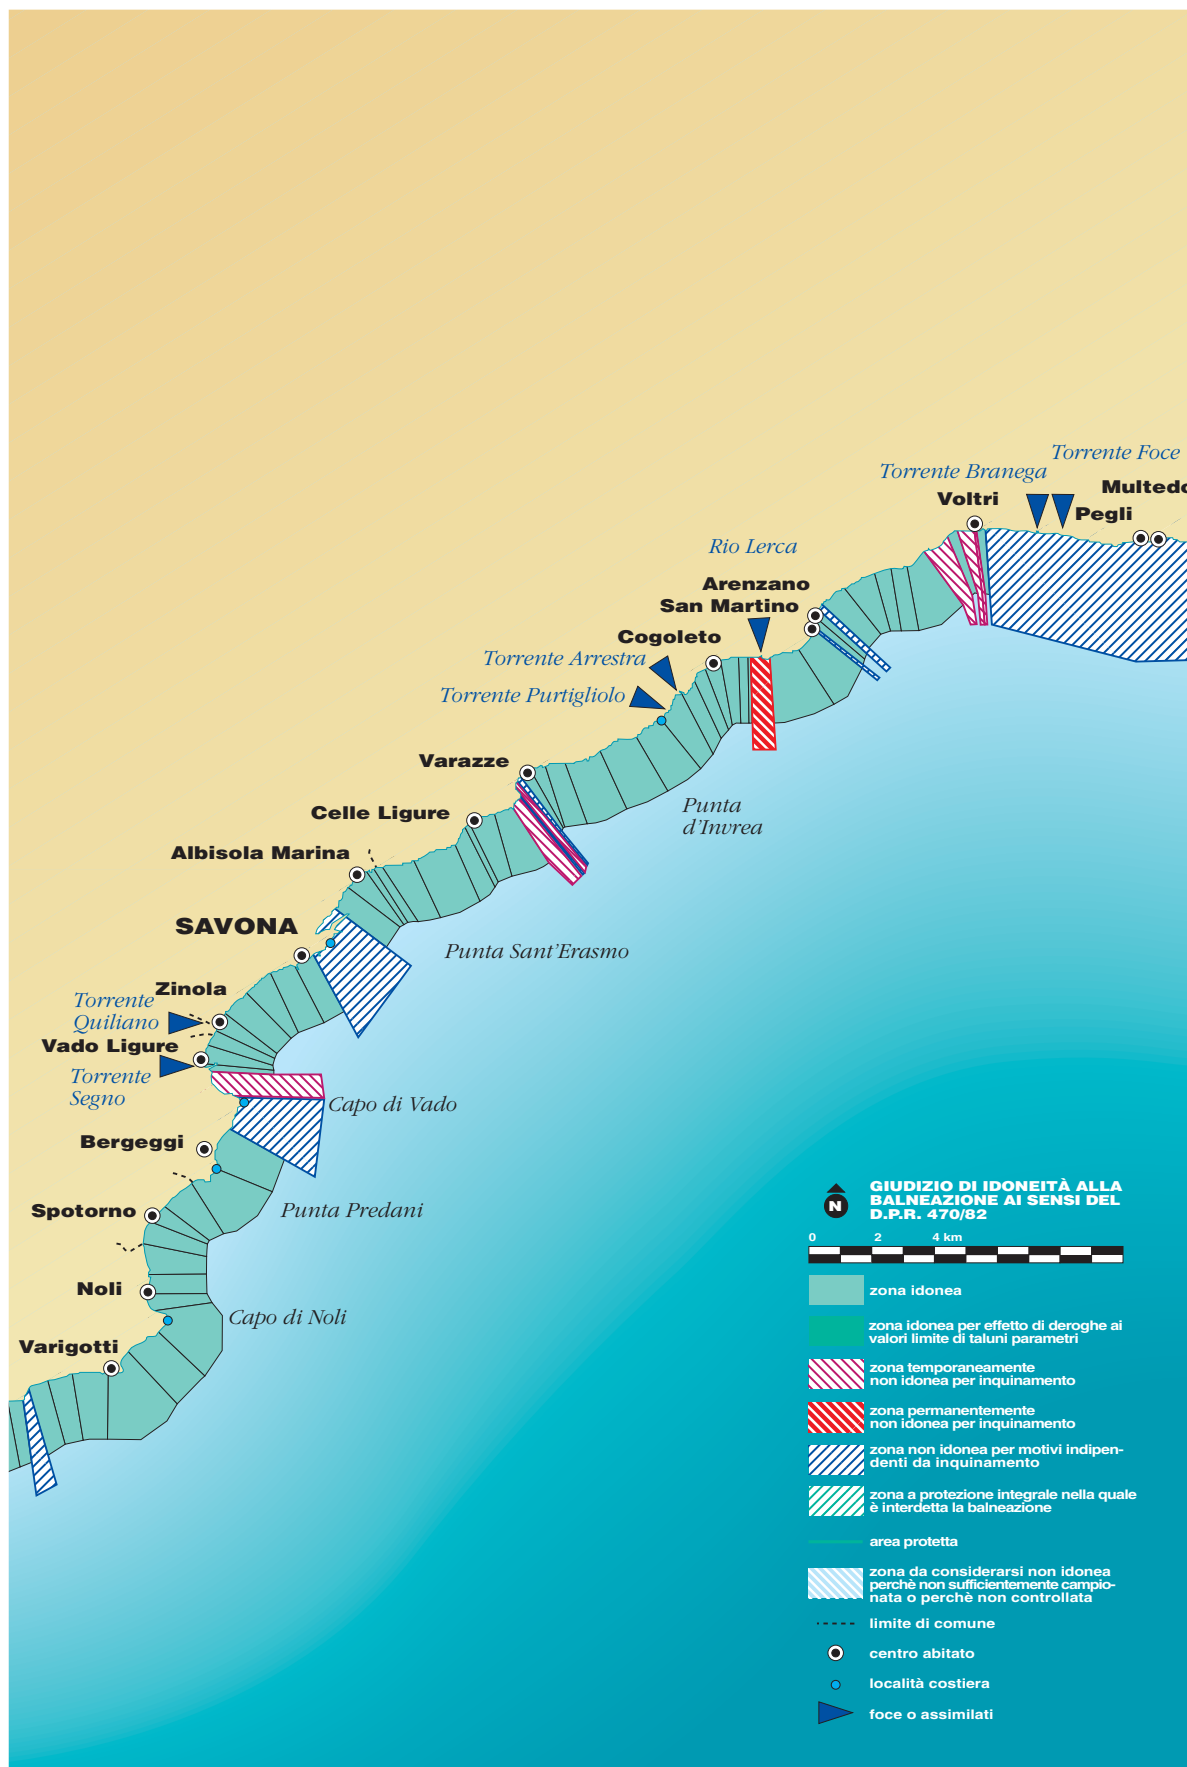 Torrente Foce
Torrente Branega
Multedo
Voltri
Pegli
Rio Lerca
Arenzano
San Martino
Cogoleto
Torrente Arrestra
Torrente Purtigliolo
Varazze
Punta
d'Invrea
Celle Ligure
Albisola Marina
SAVONA
Punta Sant'Erasmo
Zinola
Torrente
Quiliano
Vado Ligure
Torrente
Segno
Capo di Vado
Bergeggi
Spotorno
Punta Predani
Noli
Capo di Noli
Varigotti
N
GIUDIZIO DI IDONEITÀ ALLA
BALNEAZIONE AI SENSI DEL
D.P.R. 470/82
0 2 4 km
zona idonea
zona idonea per effetto di deroghe ai
valori limite di taluni parametri
zona temporaneamente
non idonea per inquinamento
zona permanentemente
non idonea per inquinamento
zona non idonea per motivi indipen-
denti da inquinamento
zona a protezione integrale nella quale
è interdetta la balneazione
area protetta
zona da considerarsi non idonea
perchè non sufficientemente campio-
nata o perchè non controllata
limite di comune
centro abitato
località costiera
foce o assimilati